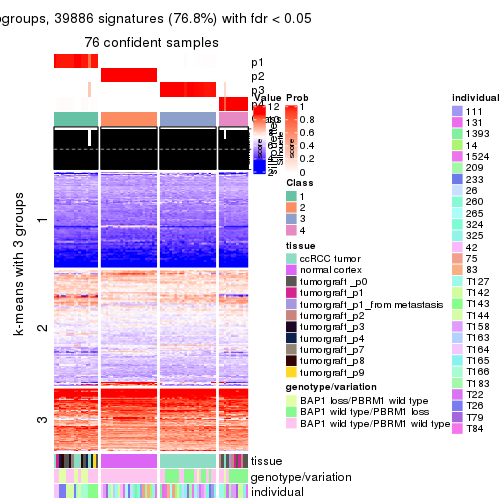 ogroups, 39886 signatures (76.8%) with fdr < 0.05
76 confident samples
p1
p2
p3
p4
k-means with 3 groups
1
2
3
tissue
genotype/variation
individual
Value
12
Prob
1
0.8
0.6
0.4
0.2
0
Class
1
2
3
4
tissue
ccRCC tumor
normal cortex
tumorgraft_p0
tumorgraft_p1
tumorgraft_p1_from metastasis
tumorgraft_p2
tumorgraft_p3
tumorgraft_p4
tumorgraft_p7
tumorgraft_p8
tumorgraft_p9
genotype/variation
BAP1 loss/PBRM1 wild type
BAP1 wild type/PBRM1 loss
BAP1 wild type/PBRM1 wild type
individual
111
131
1393
14
1524
209
233
26
260
265
324
325
42
75
83
T127
T142
T143
T144
T158
T163
T164
T165
T166
T183
T22
T26
T79
T84